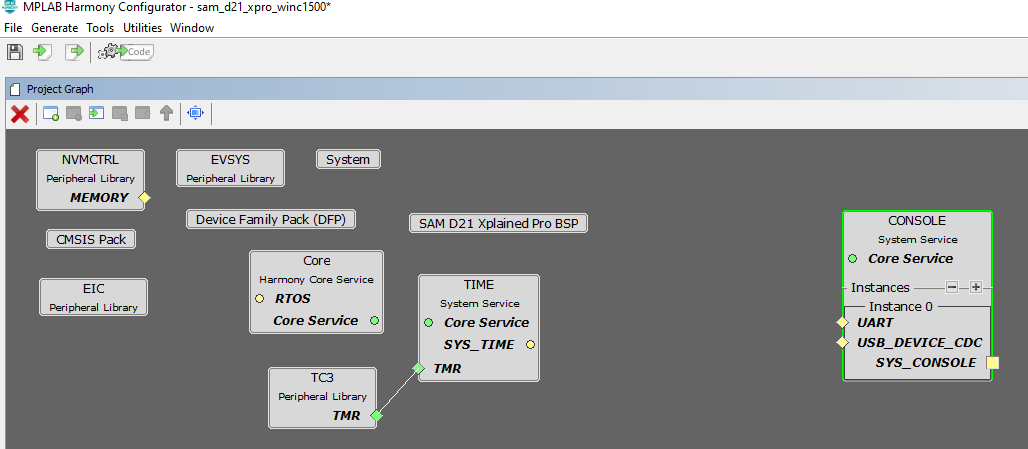 MPLAB Harmony Configurator - sam_d21_xpro_winc1500*
File Generate Tools Utilities Window
Code
Project Graph
NVMCTRL
Peripheral Library
MEMORY
EVSYS
Peripheral Library
System
Device Family Pack (DFP)
SAM D21 Xplained Pro BSP
CMSIS Pack
EIC
Peripheral Library
Core
Harmony Core Service
RTOS
Core Service
TIME
System Service
Core Service
SYS_TIME
TMR
TC3
Peripheral Library
TMR
CONSOLE
System Service
Core Service
Instances
Instance 0
UART
USB_DEVICE_CDC
SYS_CONSOLE